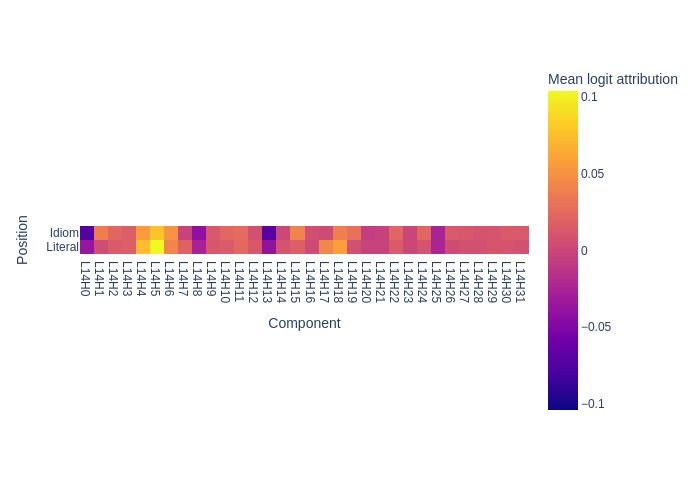 Mean logit attribution
0.1
0.05
0
−0.05
−0.1
Position
Idiom
Literal
L14H0
L14H1
L14H2
L14H3
L14H4
L14H5
L14H6
L14H7
L14H8
L14H9
L14H10
L14H11
L14H12
L14H13
L14H14
L14H15
L14H16
L14H17
L14H18
L14H19
L14H20
L14H21
L14H22
L14H23
L14H24
L14H25
L14H26
L14H27
L14H28
L14H29
L14H30
L14H31
Component